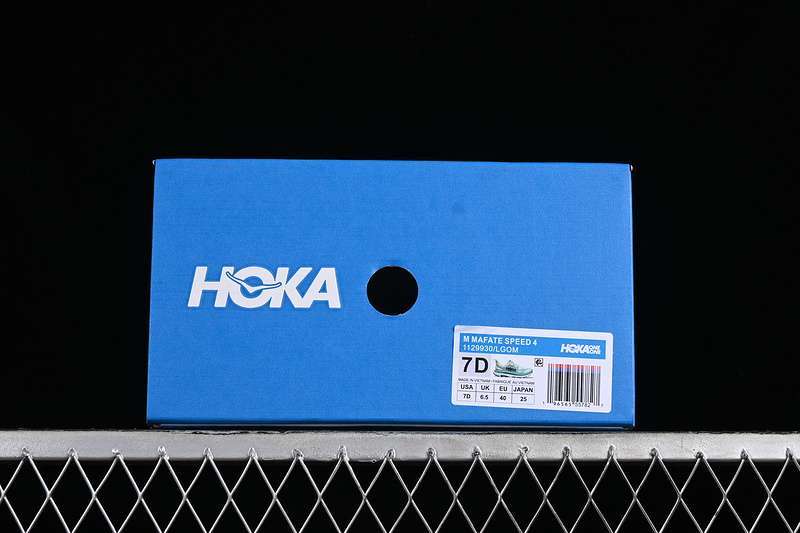 HOKA
M MAFATE SPEED 4
1129930/LGOM
HOKA ONE ONE
7D
MADE IN VIETNAM • FABRIQUE AU VIETNAM
USA UK EU JAPAN
7D 6.5 40 25